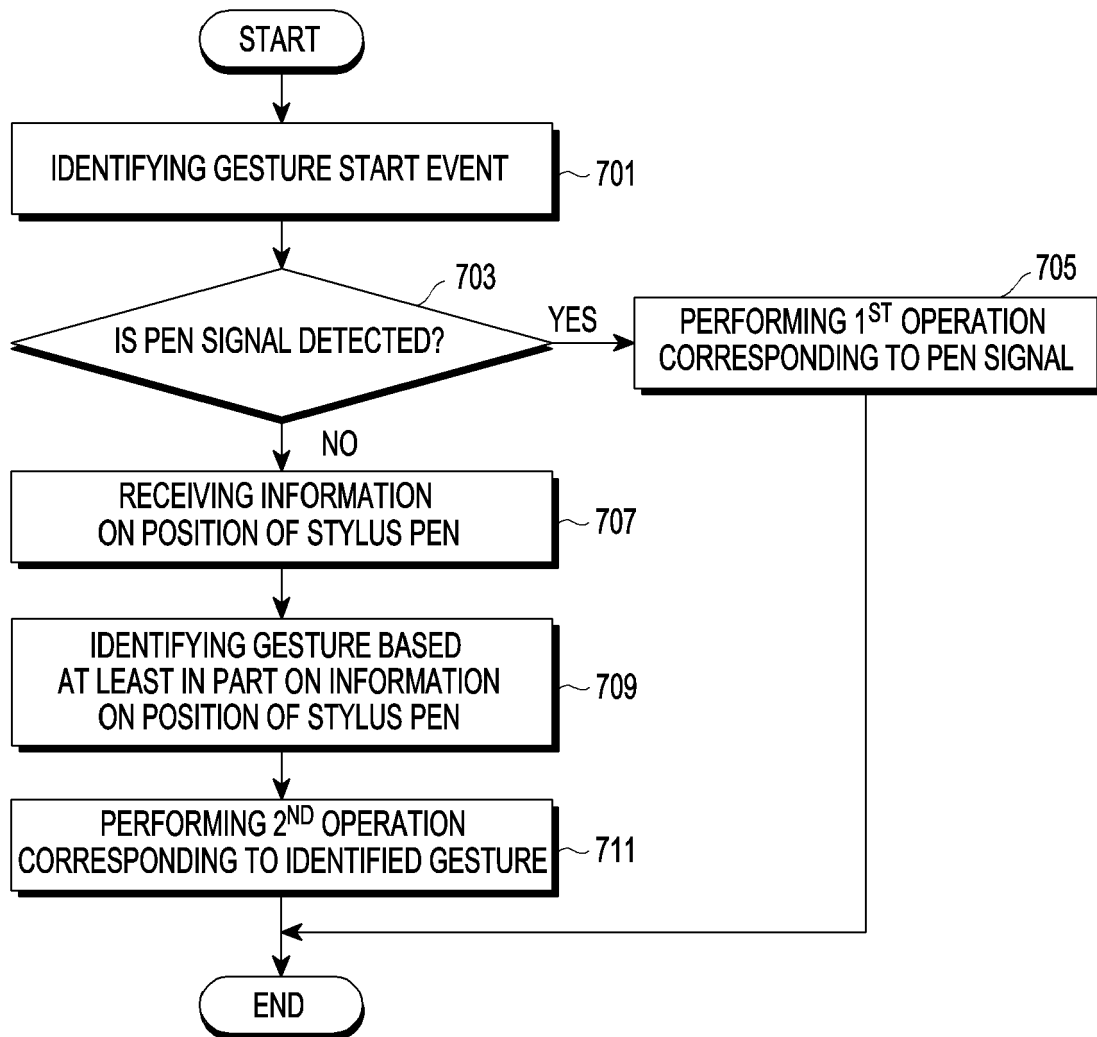 START
IDENTIFYING GESTURE START EVENT
701
703
IS PEN SIGNAL DETECTED?
YES
705
PERFORMING 1ST OPERATION
CORRESPONDING TO PEN SIGNAL
NO
RECEIVING INFORMATION
ON POSITION OF STYLUS PEN
707
IDENTIFYING GESTURE BASED
AT LEAST IN PART ON INFORMATION
ON POSITION OF STYLUS PEN
709
PERFORMING 2ND OPERATION
CORRESPONDING TO IDENTIFIED GESTURE
711
END